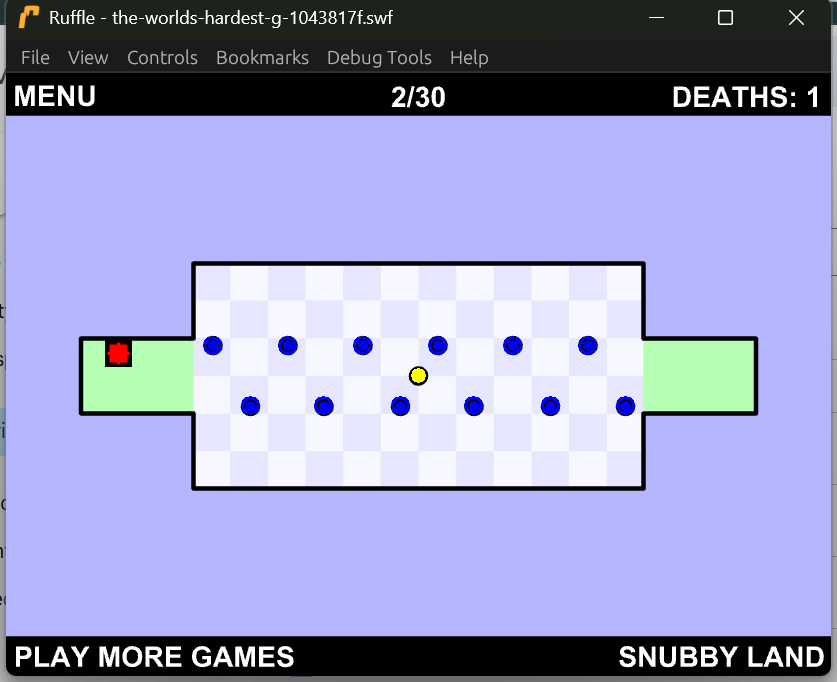 Ruffle - the-worlds-hardest-g-1043817f.swf
File View Controls Bookmarks Debug Tools Help
MENU 2/30 DEATHS: 1
PLAY MORE GAMES SNUBBY LAND